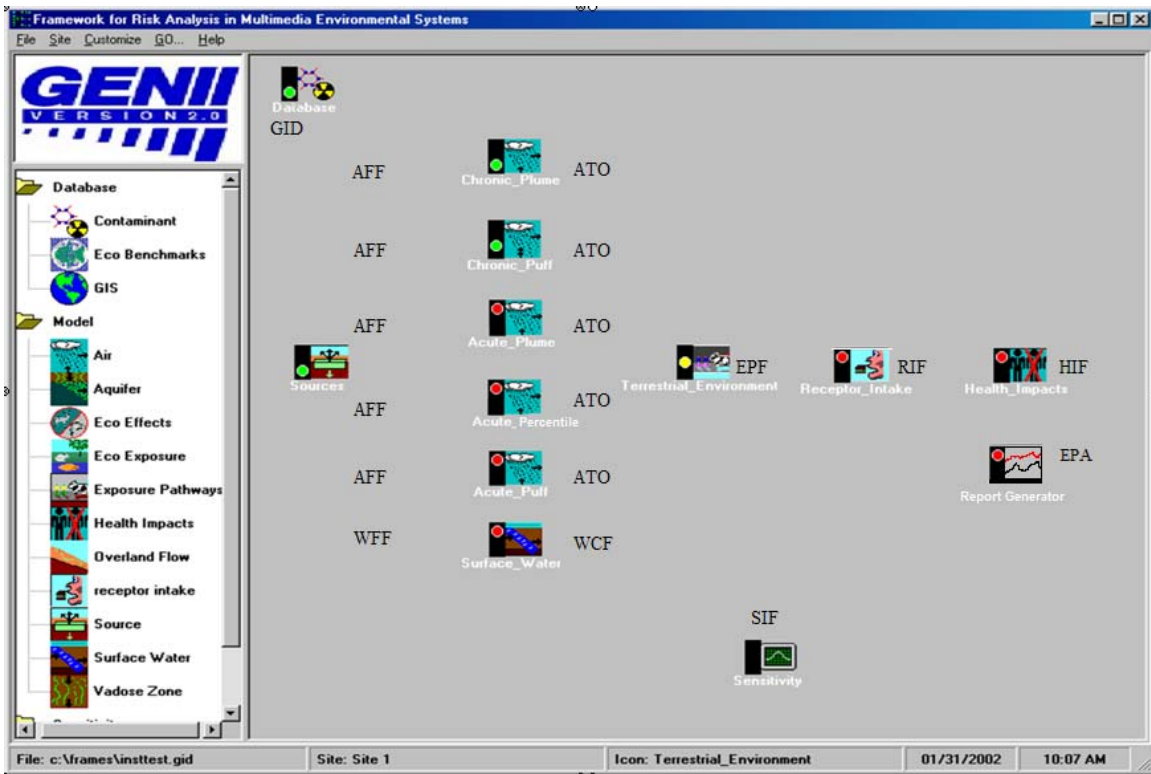 Framework for Risk Analysis in Multimedia Environmental Systems
File Site Customize GO... Help
GENII
VERSION 2.0
Database
Contaminant
Eco Benchmarks
GIS
Model
Air
Aquifer
Eco Effects
Eco Exposure
Exposure Pathways
Health Impacts
Overland Flow
receptor intake
Source
Surface Water
Vadose Zone
Database
GID
AFF
Chronic_Plume
ATO
AFF
Chronic_Puff
ATO
AFF
Acute_Plume
ATO
Sources
Terrestrial_Environment
EPF
Receptor_Intake
RIF
Health_Impacts
HIF
AFF
Acute_Percentile
ATO
AFF
Acute_Puff
ATO
EPA
Report Generator
WFF
Surface_Water
WCF
SIF
Sensitivity
File: c:\frames\insttest.gid Site: Site 1 Icon: Terrestrial_Environment 01/31/2002 10:07 AM